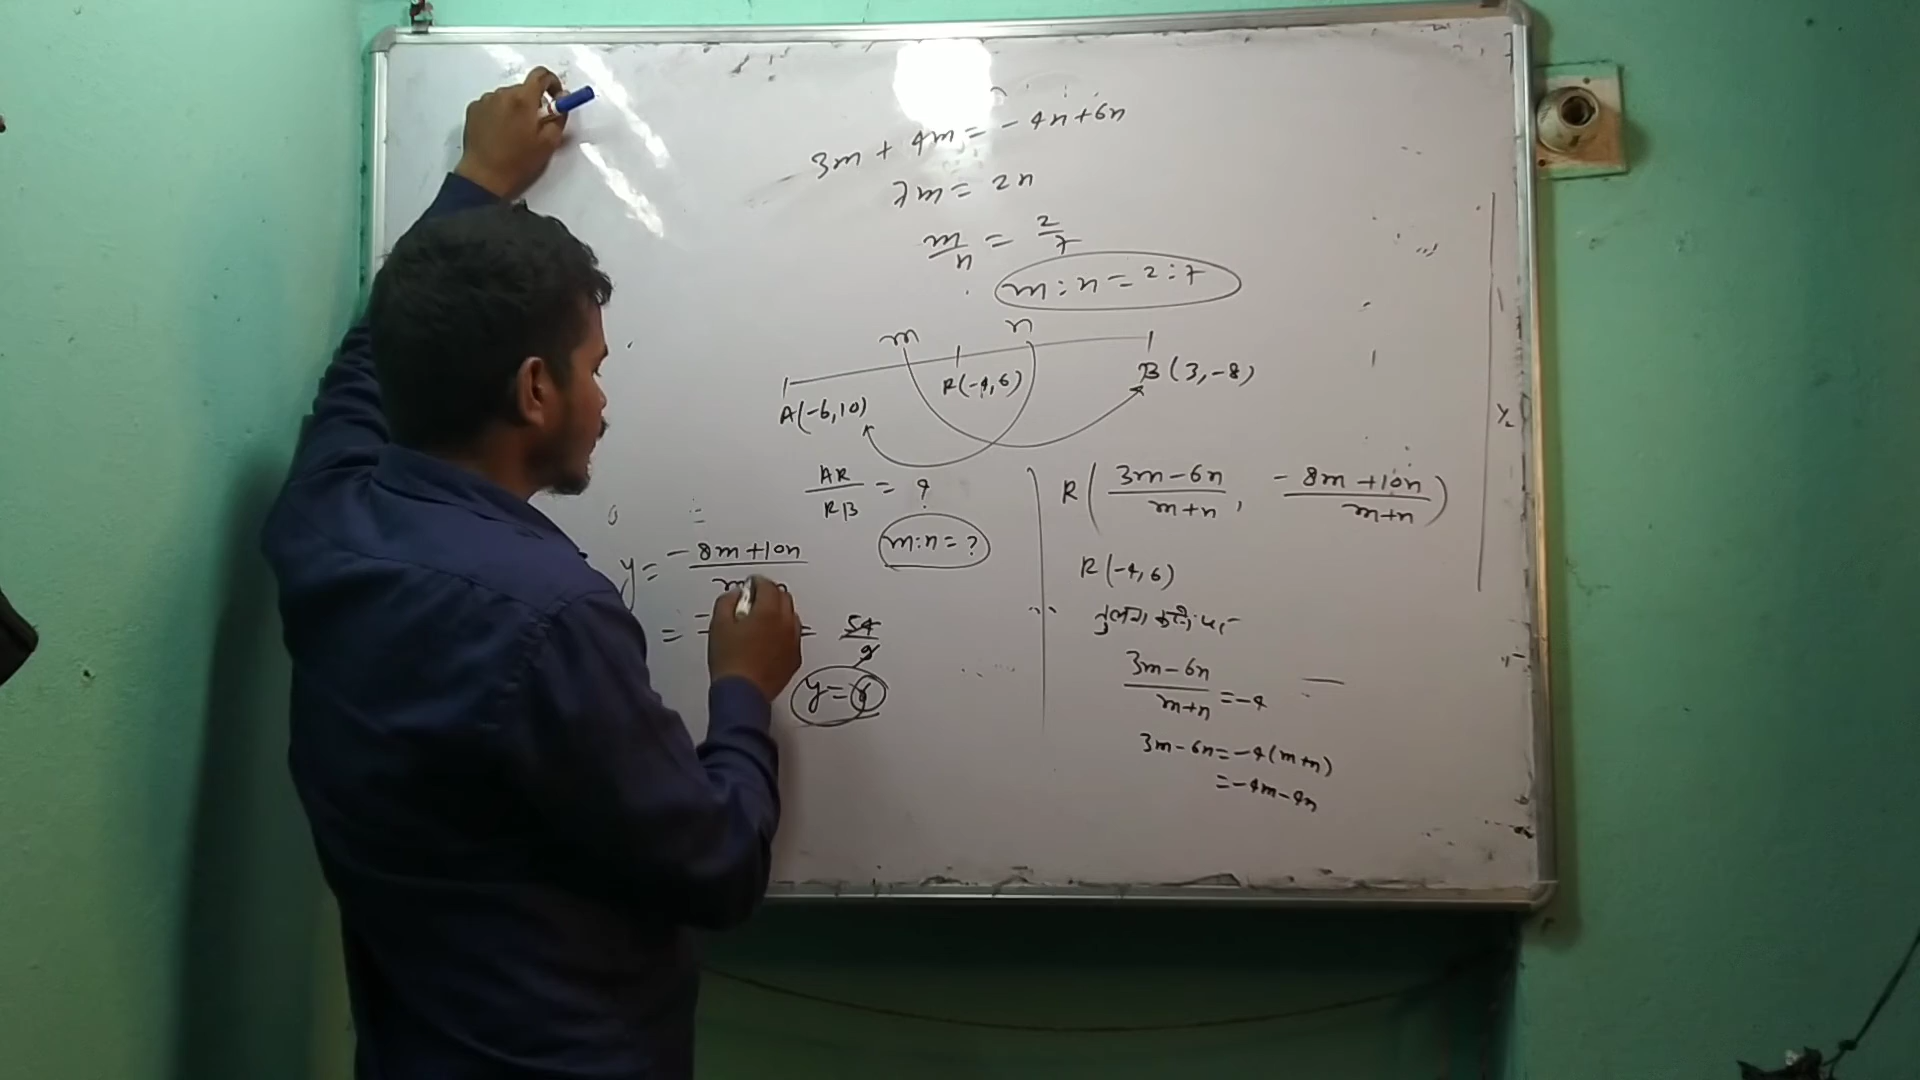 3m + 4m = -4n+6n
7m = 2n
m/n = 2/7
m:n = 2:7
m n
R(-4,6)
B(3,-8)
A(-6,10)
AR/RB = ?
m:n = ?
y = (-8m+10n)/
= 54/9
y = 6
R((3m-6n)/(m+n), (-8m+10n)/(m+n))
R(-4,6)
तुलना
(3m-6n)/(m+n) = -4
3m-6n = -4(m+n)
= -4m-4n